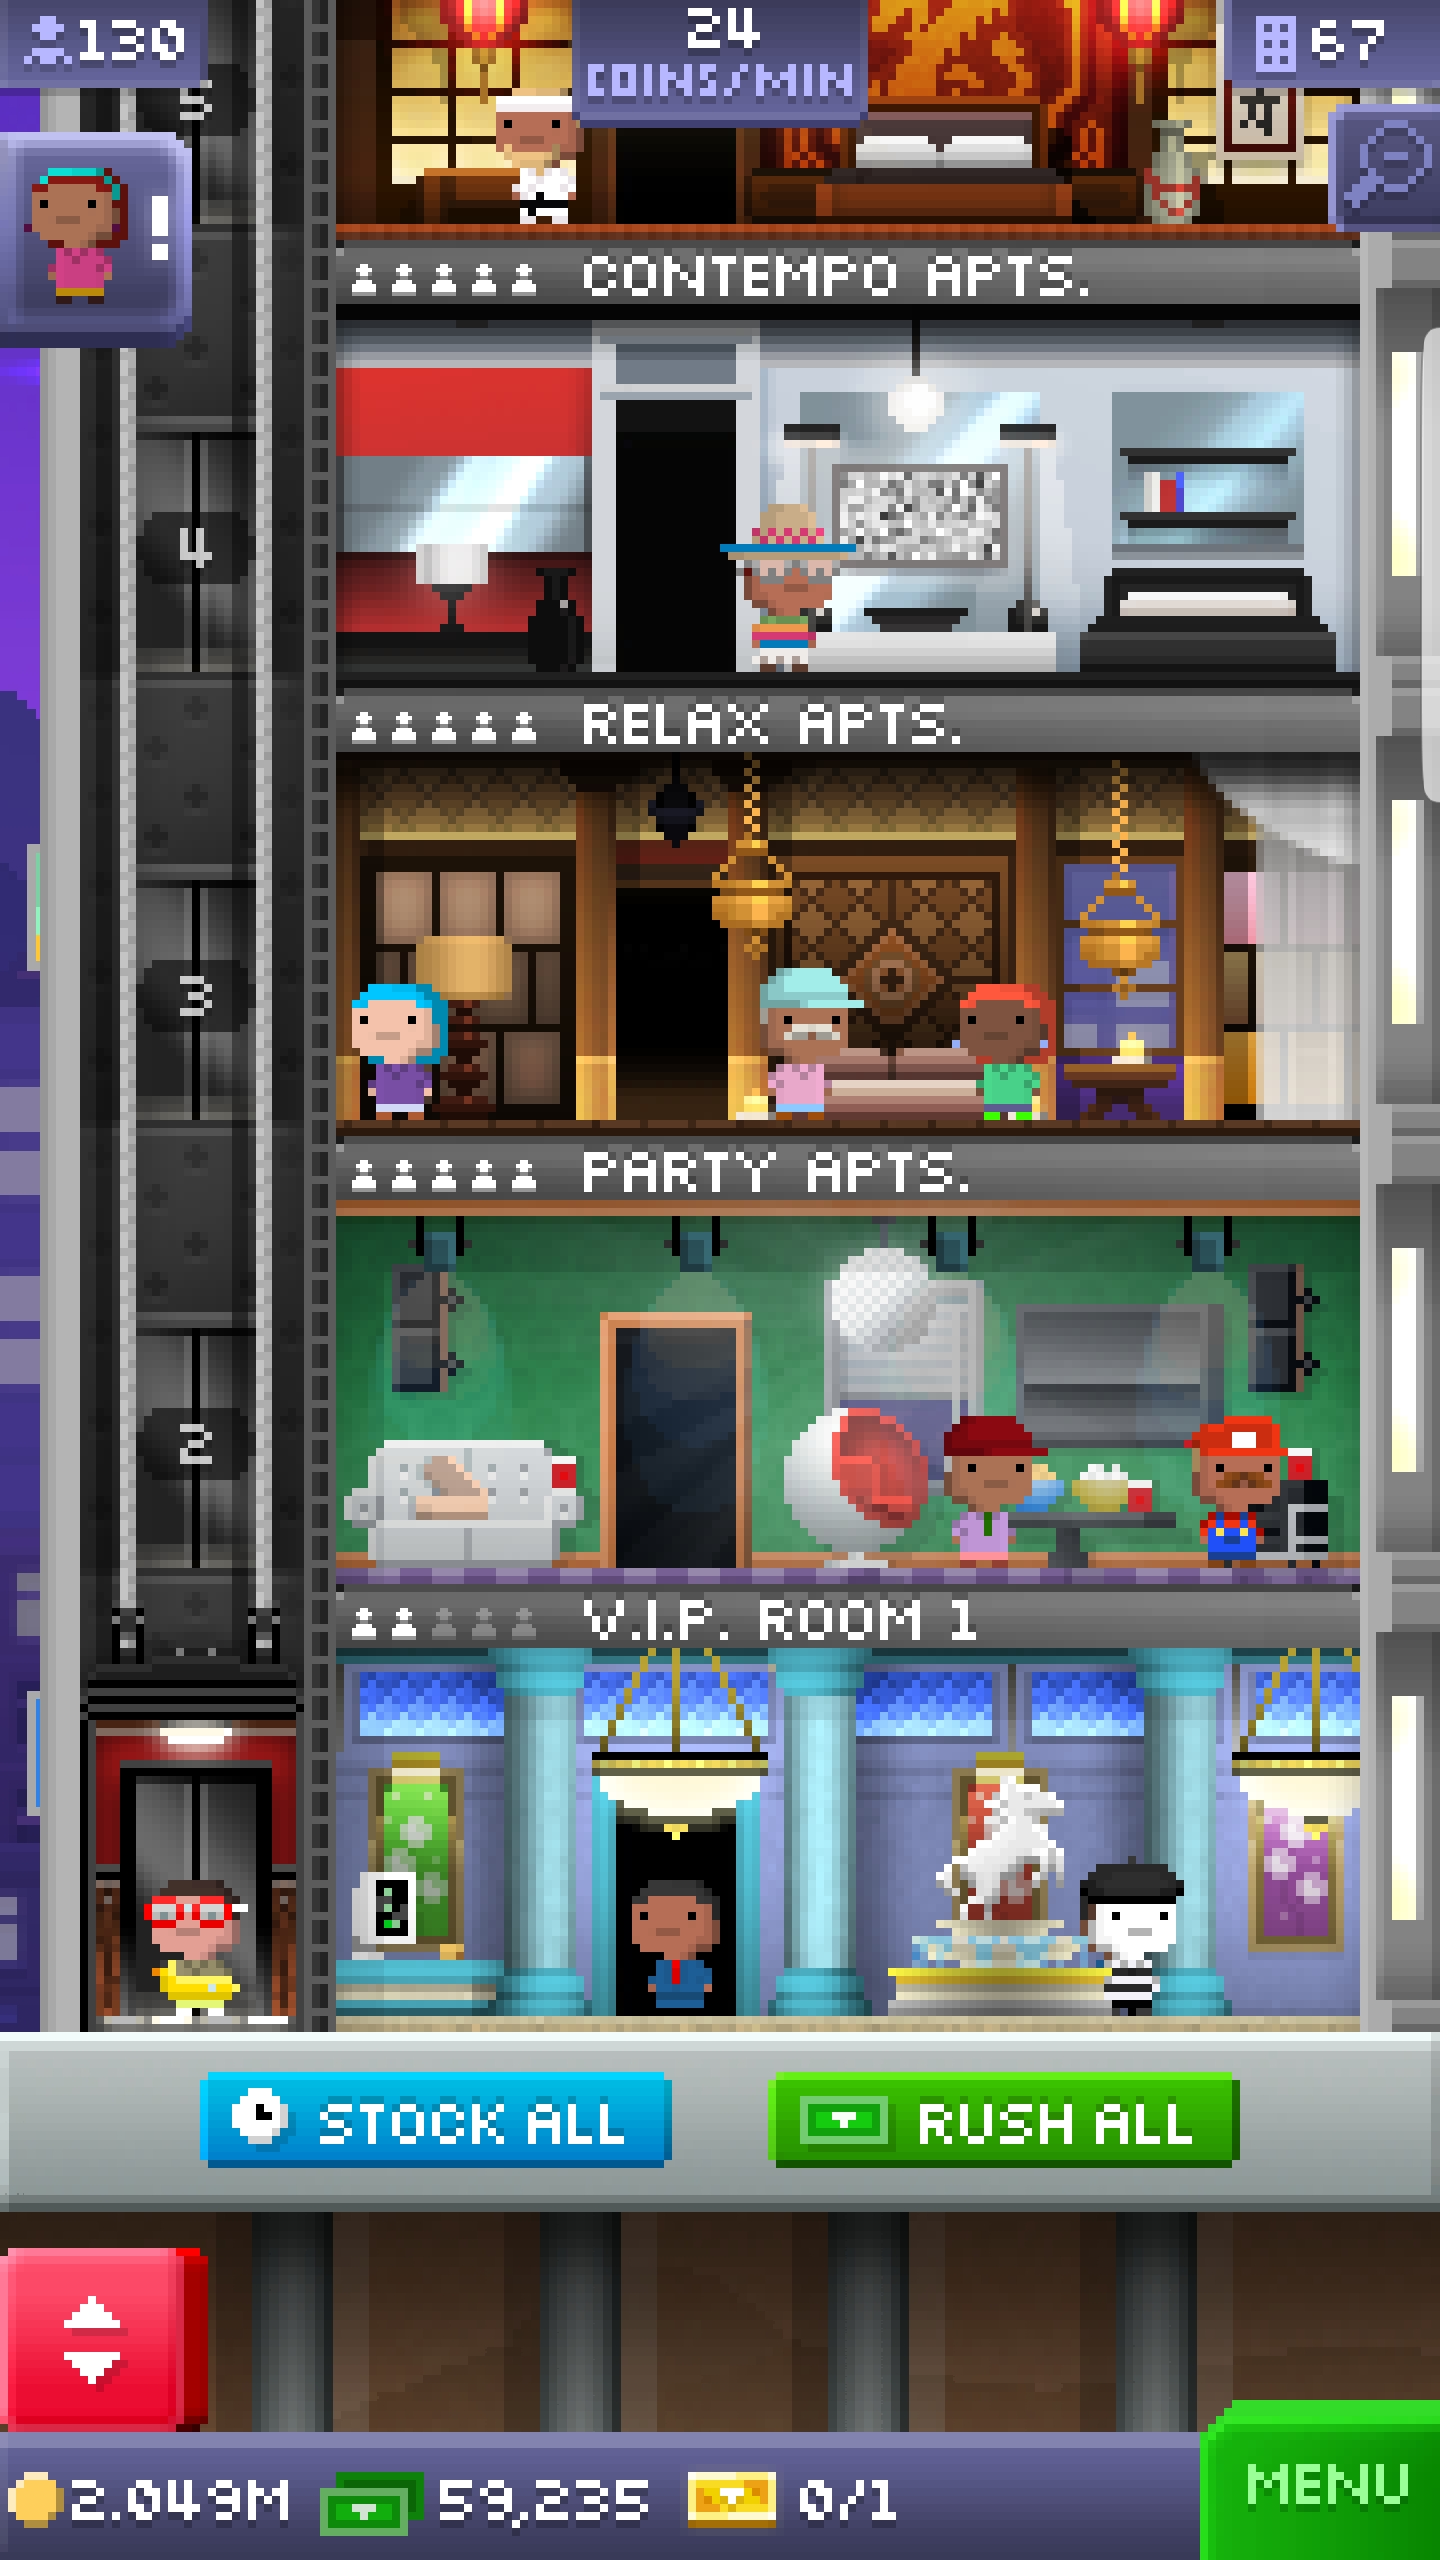 130
24
COINS/MIN
67
5
!
CONTEMPO APTS.
4
RELAX APTS.
3
PARTY APTS.
2
V.I.P. ROOM 1
STOCK ALL
RUSH ALL
2.049M
59,235
0/1
MENU